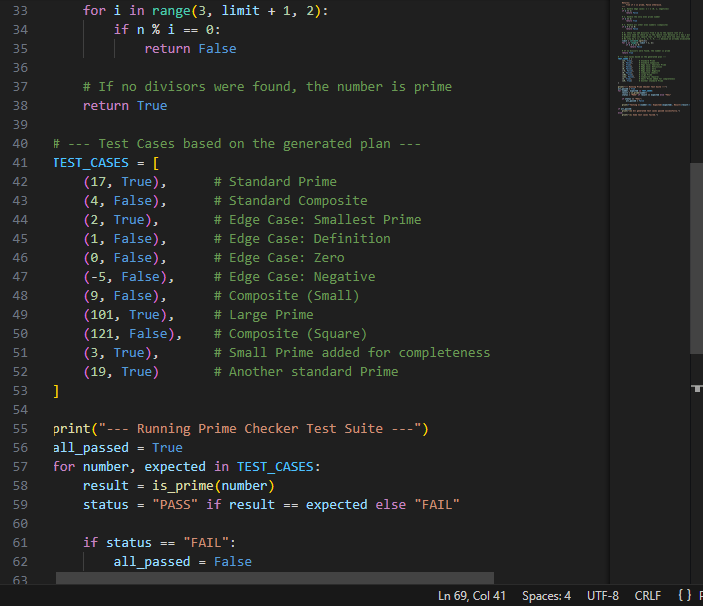 33 for i in range(3, limit + 1, 2):
34 if n % i == 0:
35 return False
36
37 # If no divisors were found, the number is prime
38 return True
39
40 # --- Test Cases based on the generated plan ---
41 TEST_CASES = [
42 (17, True), # Standard Prime
43 (4, False), # Standard Composite
44 (2, True), # Edge Case: Smallest Prime
45 (1, False), # Edge Case: Definition
46 (0, False), # Edge Case: Zero
47 (-5, False), # Edge Case: Negative
48 (9, False), # Composite (Small)
49 (101, True), # Large Prime
50 (121, False), # Composite (Square)
51 (3, True), # Small Prime added for completeness
52 (19, True) # Another standard Prime
53 ]
54
55 print("--- Running Prime Checker Test Suite ---")
56 all_passed = True
57 for number, expected in TEST_CASES:
58 result = is_prime(number)
59 status = "PASS" if result == expected else "FAIL"
60
61 if status == "FAIL":
62 all_passed = False
63
Ln 69, Col 41 Spaces: 4 UTF-8 CRLF { }